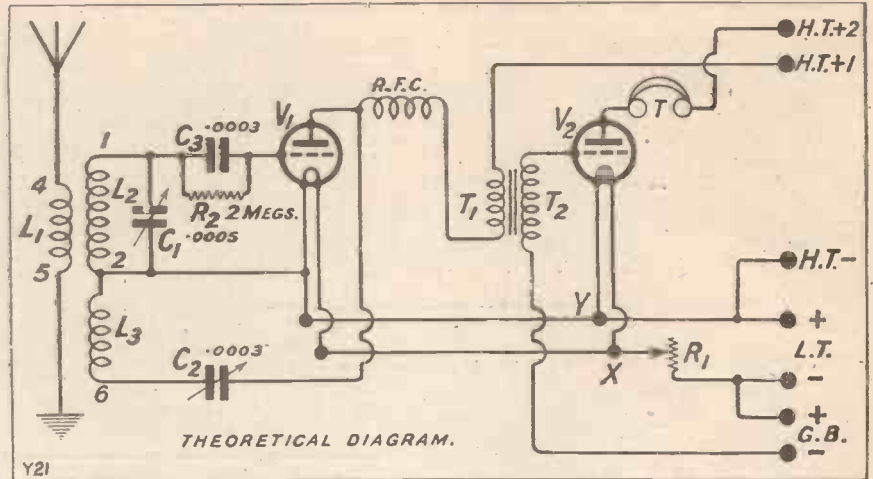 H.T.+2
H.T.+1
R.F.C.
V1
V2
T
C3 .0003
1
4
L2
R2 2 MEGS.
L1
C1 .0005
T1
T2
5
2
H.T.-
L3
Y
+
C2 .0003
L.T.
R1
X
-
6
+
G.B.
-
THEORETICAL DIAGRAM.
Y21